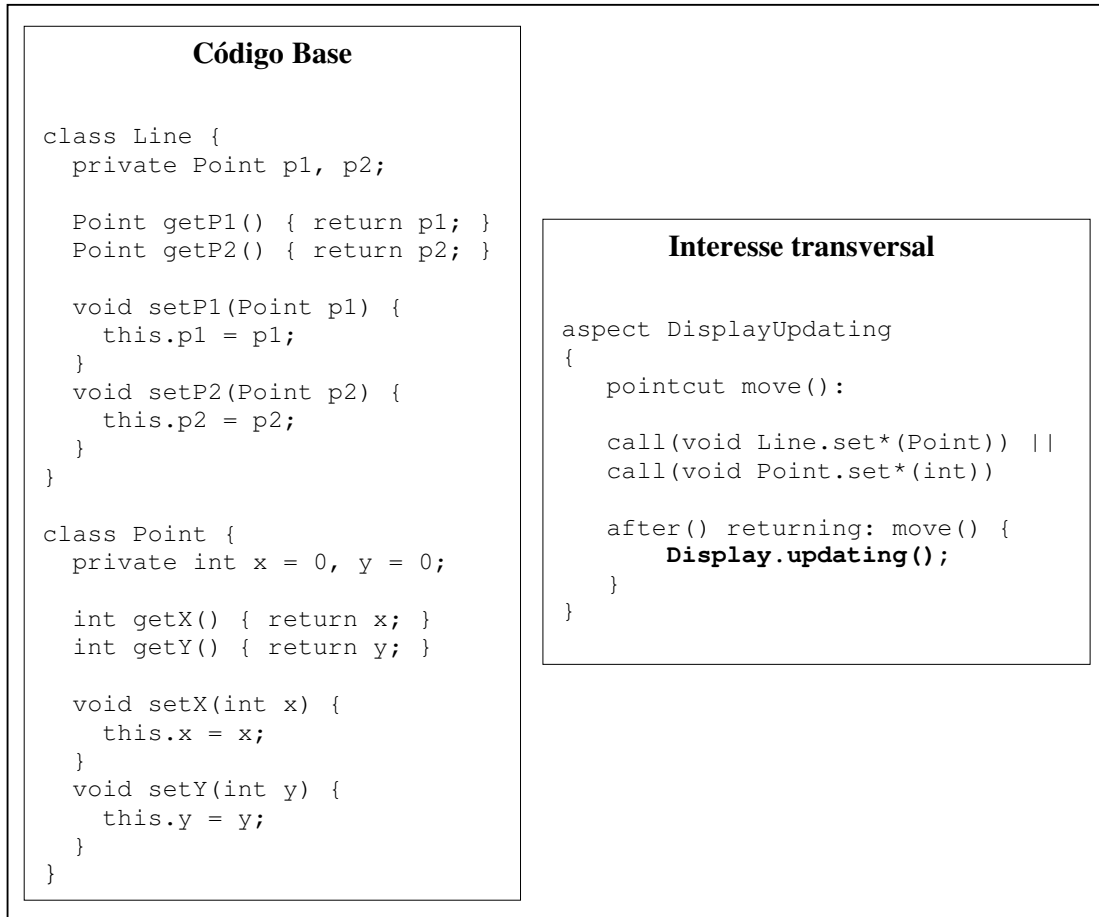 Código Base
class Line {
  private Point p1, p2;
  Point getP1() { return p1; }
  Point getP2() { return p2; }
  void setP1(Point p1) {
    this.p1 = p1;
  }
  void setP2(Point p2) {
    this.p2 = p2;
  }
}
class Point {
  private int x = 0, y = 0;
  int getX() { return x; }
  int getY() { return y; }
  void setX(int x) {
    this.x = x;
  }
  void setY(int y) {
    this.y = y;
  }
}
Interesse transversal
aspect DisplayUpdating
{
   pointcut move():
   call(void Line.set*(Point)) ||
   call(void Point.set*(int))
   after() returning: move() {
      Display.updating();
   }
}